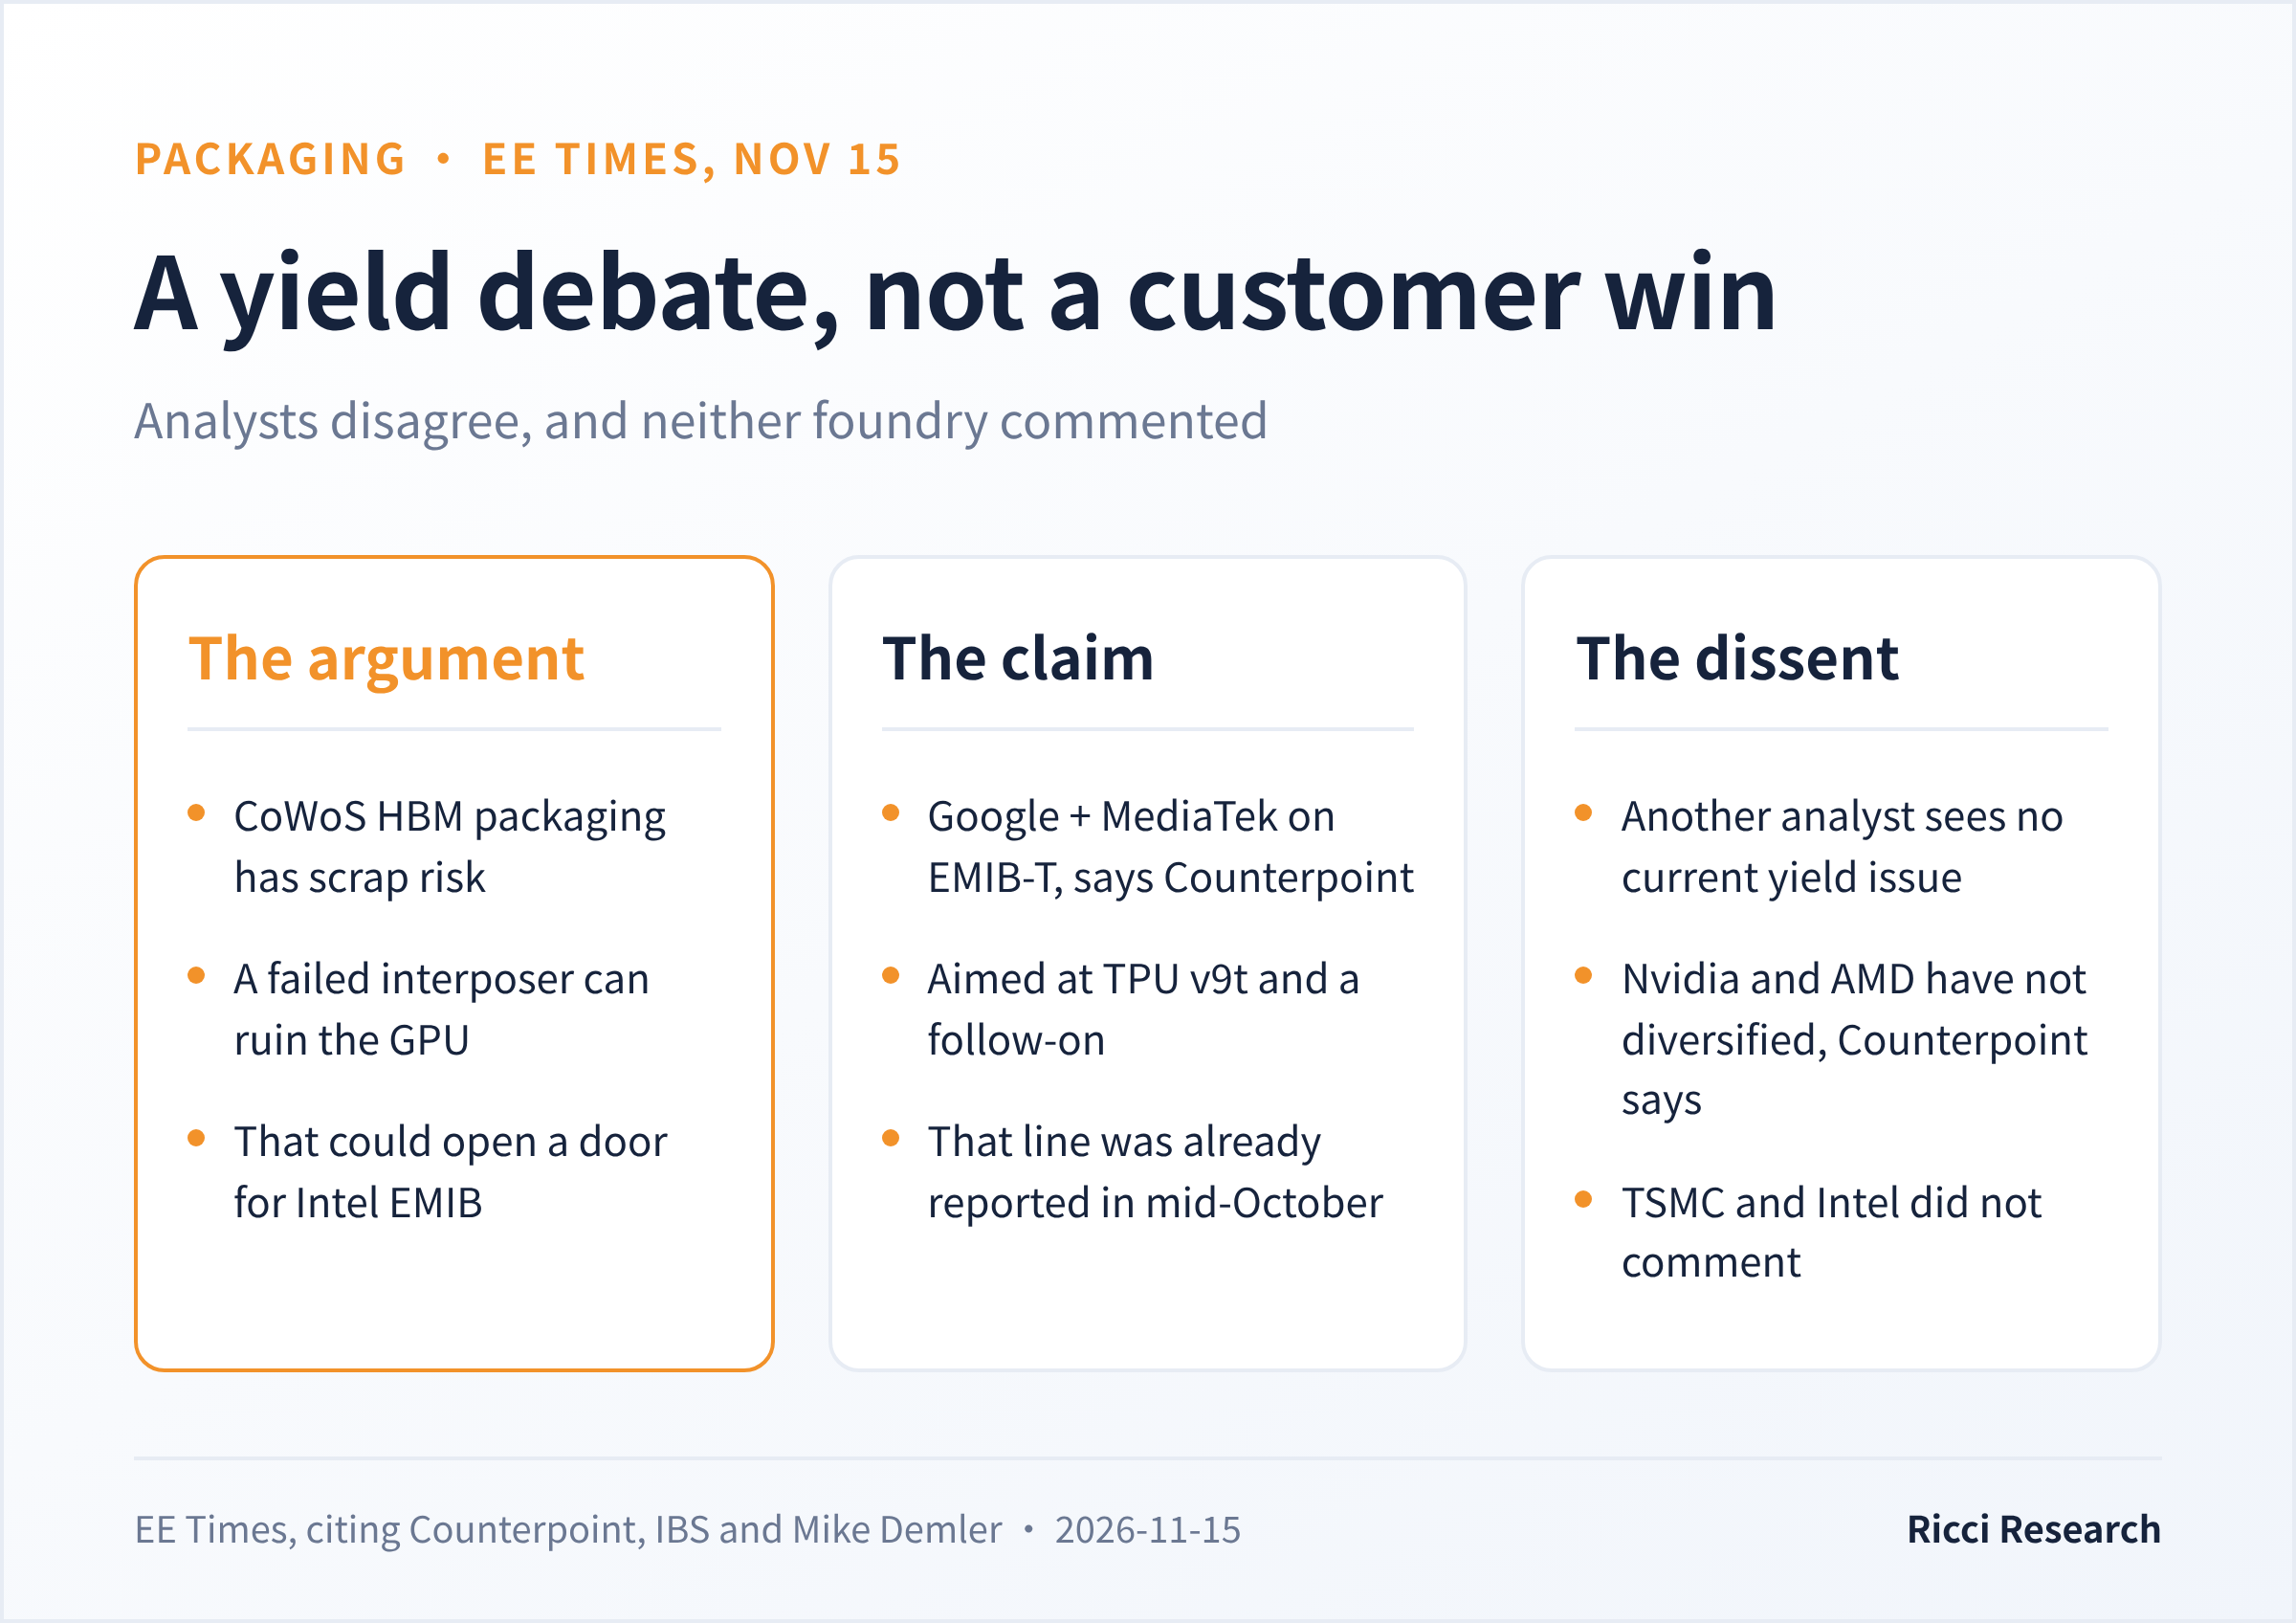 PACKAGING • EE TIMES, NOV 15
A yield debate, not a customer win
Analysts disagree, and neither foundry commented
The argument
• CoWoS HBM packaging
has scrap risk
• A failed interposer can
ruin the GPU
• That could open a door
for Intel EMIB
The claim
• Google + MediaTek on
EMIB-T, says Counterpoint
• Aimed at TPU v9t and a
follow-on
• That line was already
reported in mid-October
The dissent
• Another analyst sees no
current yield issue
• Nvidia and AMD have not
diversified, Counterpoint
says
• TSMC and Intel did not
comment
EE Times, citing Counterpoint, IBS and Mike Demler • 2026-11-15
Ricci Research